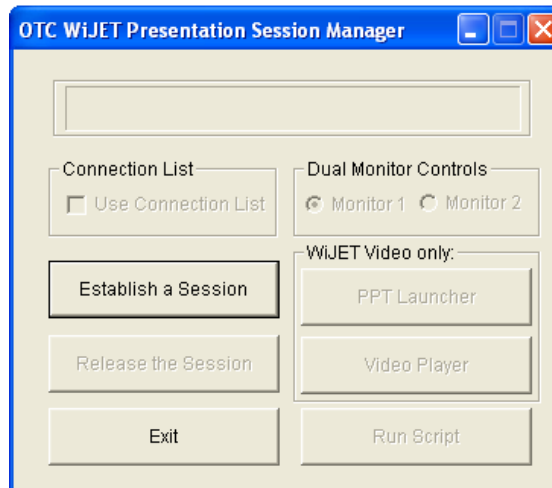 OTC WiJET Presentation Session Manager
Connection List
Use Connection List
Dual Monitor Controls
Monitor 1 Monitor 2
Establish a Session
WiJET Video only:
PPT Launcher
Release the Session
Video Player
Exit
Run Script